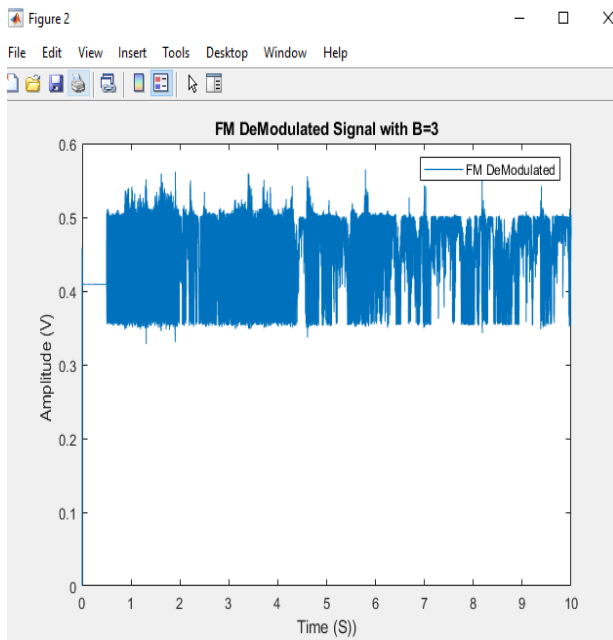 Figure 2
File Edit View Insert Tools Desktop Window Help
FM DeModulated Signal with B=3
FM DeModulated
0.6
0.5
0.4
0.3
0.2
0.1
0
Amplitude (V)
0 1 2 3 4 5 6 7 8 9 10
Time (S))